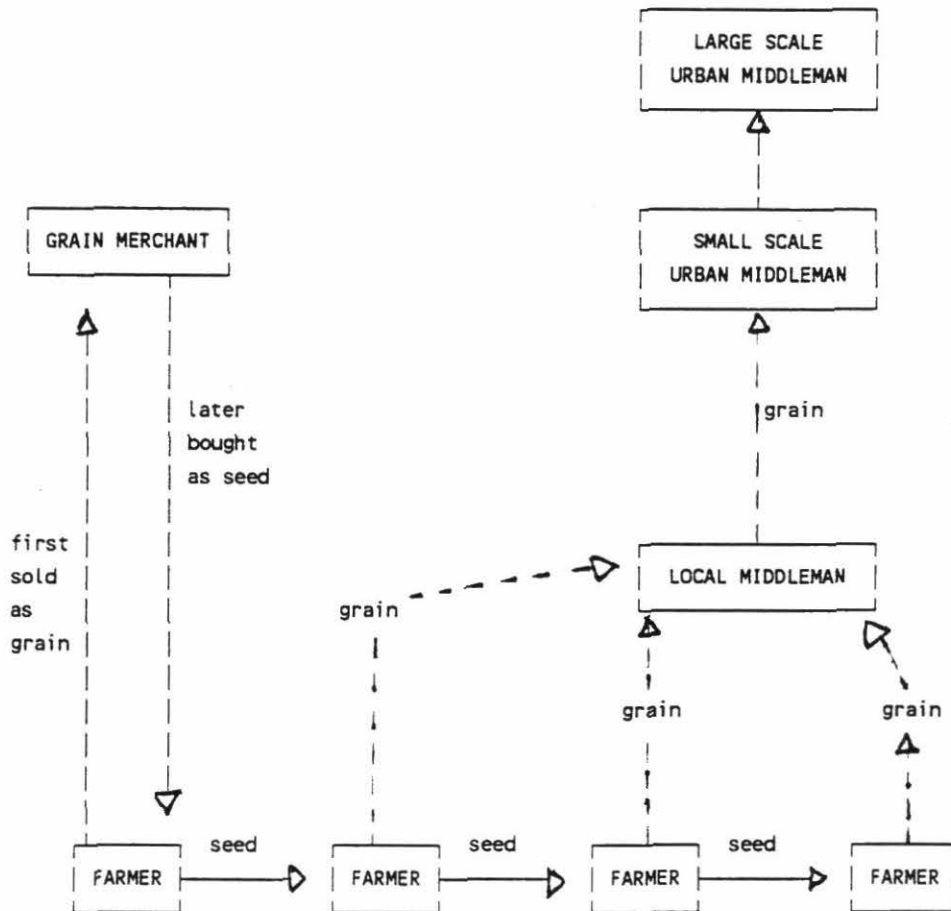 LARGE SCALE
URBAN MIDDLEMAN
GRAIN MERCHANT
SMALL SCALE
URBAN MIDDLEMAN
later
bought
as seed
grain
first
sold
as
grain
LOCAL MIDDLEMAN
grain
grain
grain
seed
seed
seed
FARMER
FARMER
FARMER
FARMER